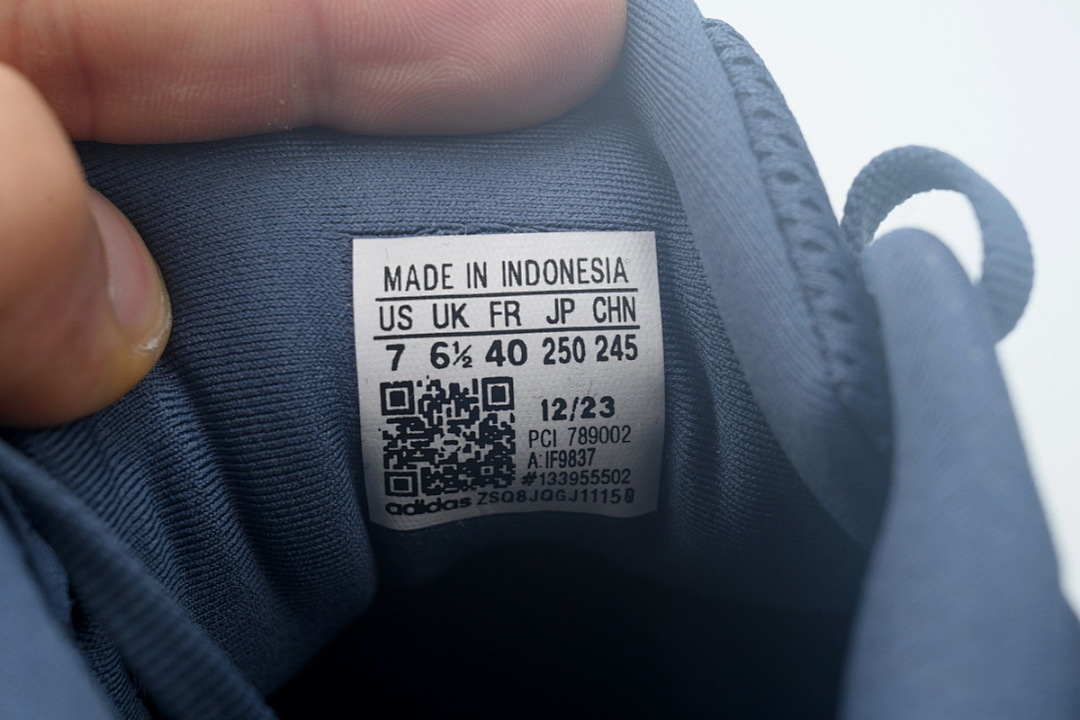 MADE IN INDONESIA
US UK FR JP CHN
7 6½ 40 250 245
12/23
PCI 789002
A:IF9837
#133955502
adidas ZSQ8JQGJ1115